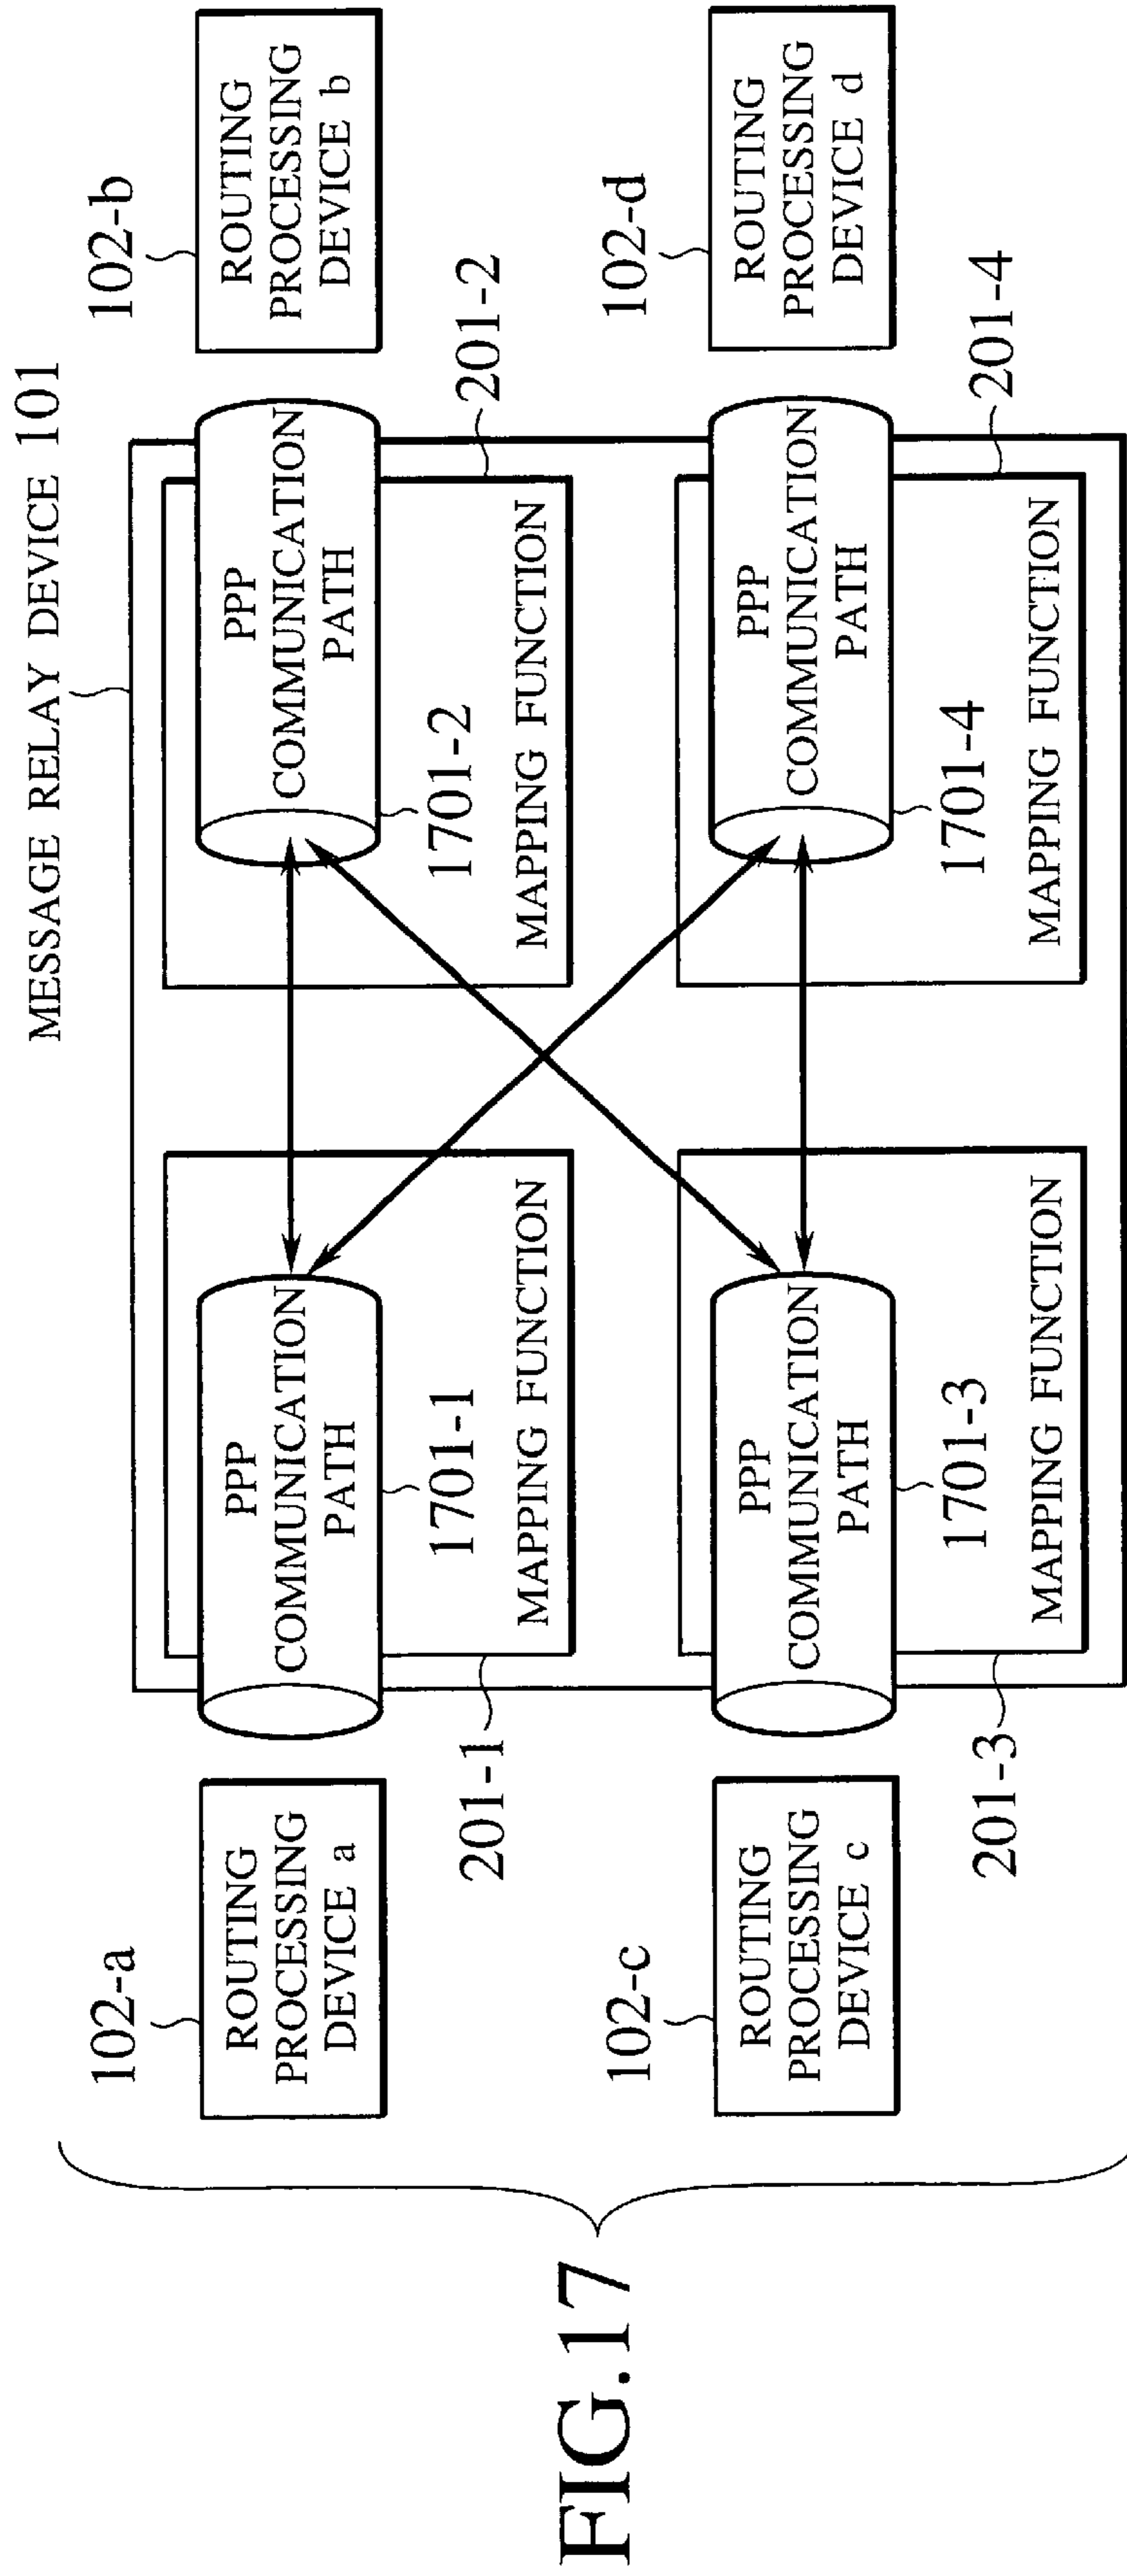 FIG.17
MESSAGE RELAY DEVICE 101
102-a
ROUTING
PROCESSING
DEVICE a
201-1
PPP
COMMUNICATION
PATH
1701-1
MAPPING FUNCTION
PPP
COMMUNICATION
PATH
1701-2
MAPPING FUNCTION
201-2
102-b
ROUTING
PROCESSING
DEVICE b
102-c
ROUTING
PROCESSING
DEVICE c
201-3
PPP
COMMUNICATION
PATH
1701-3
MAPPING FUNCTION
PPP
COMMUNICATION
PATH
1701-4
MAPPING FUNCTION
201-4
102-d
ROUTING
PROCESSING
DEVICE d